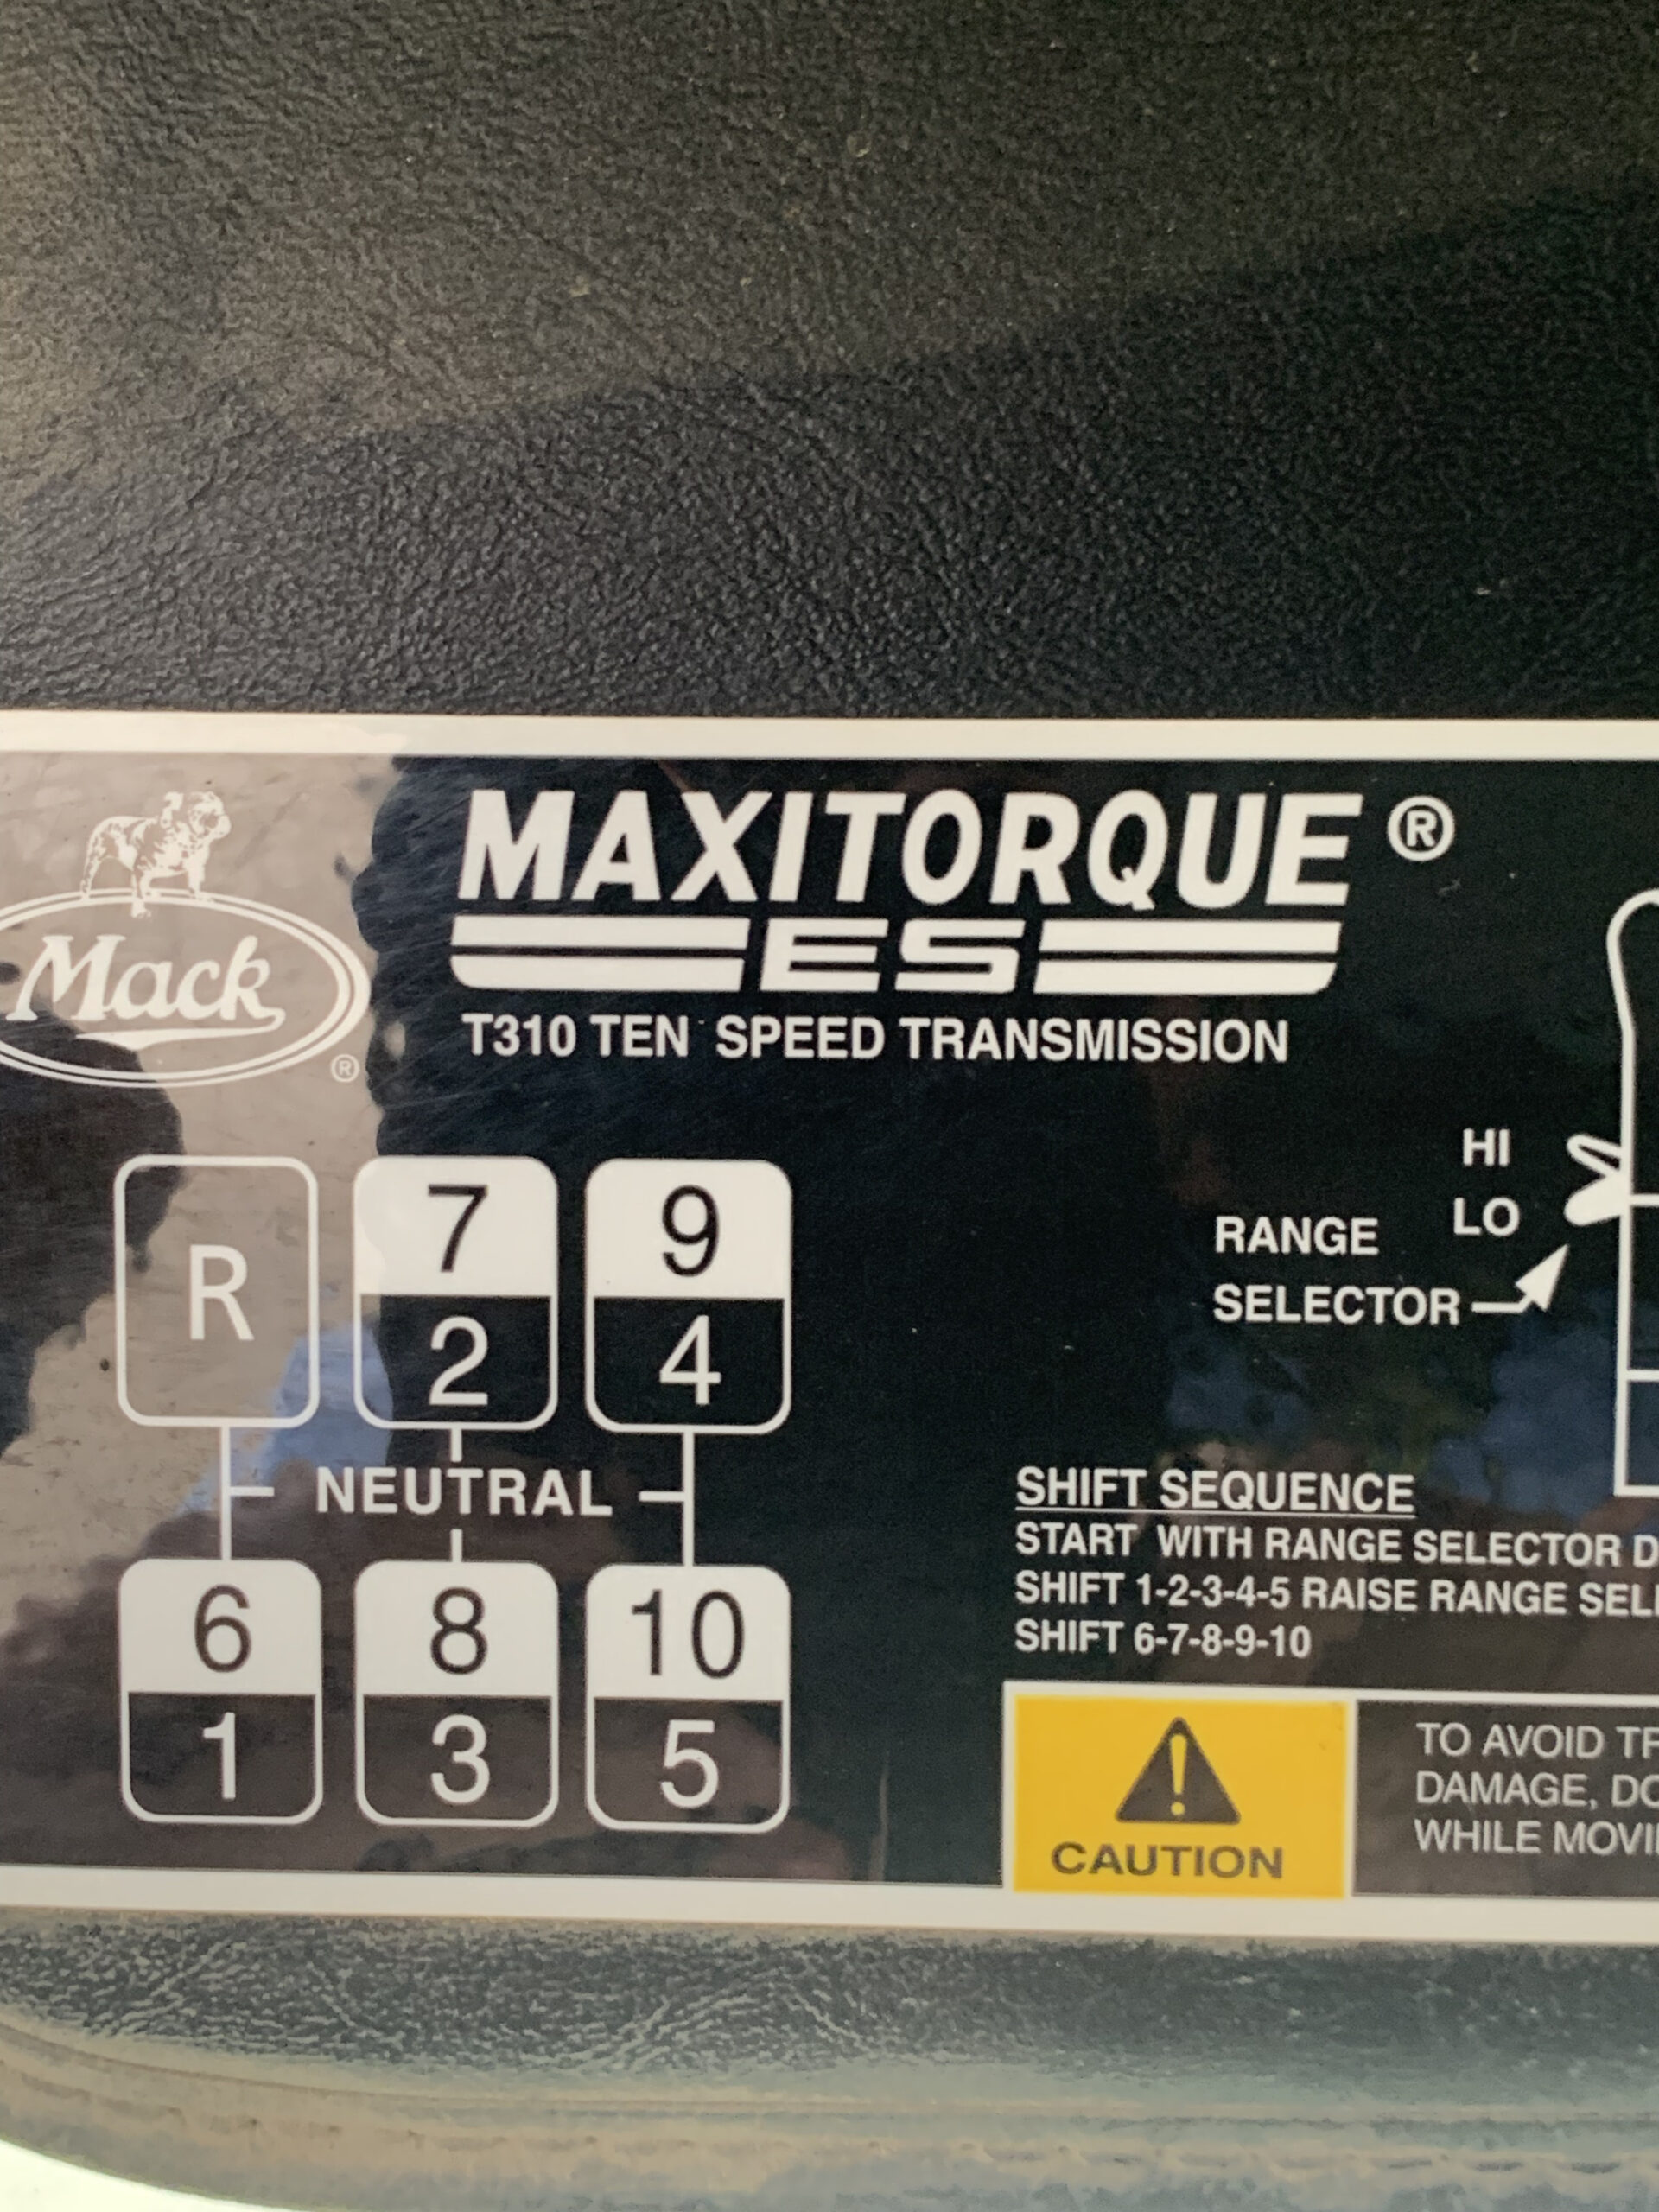 Mack®
MAXITORQUE®
ES
T310 TEN SPEED TRANSMISSION
R
7
2
9
4
NEUTRAL
6
1
8
3
10
5
HI
LO
RANGE
SELECTOR
SHIFT SEQUENCE
START WITH RANGE SELECTOR
SHIFT 1-2-3-4-5 RAISE RANGE
SHIFT 6-7-8-9-10
CAUTION
TO AVOID
DAMAGE,
WHILE